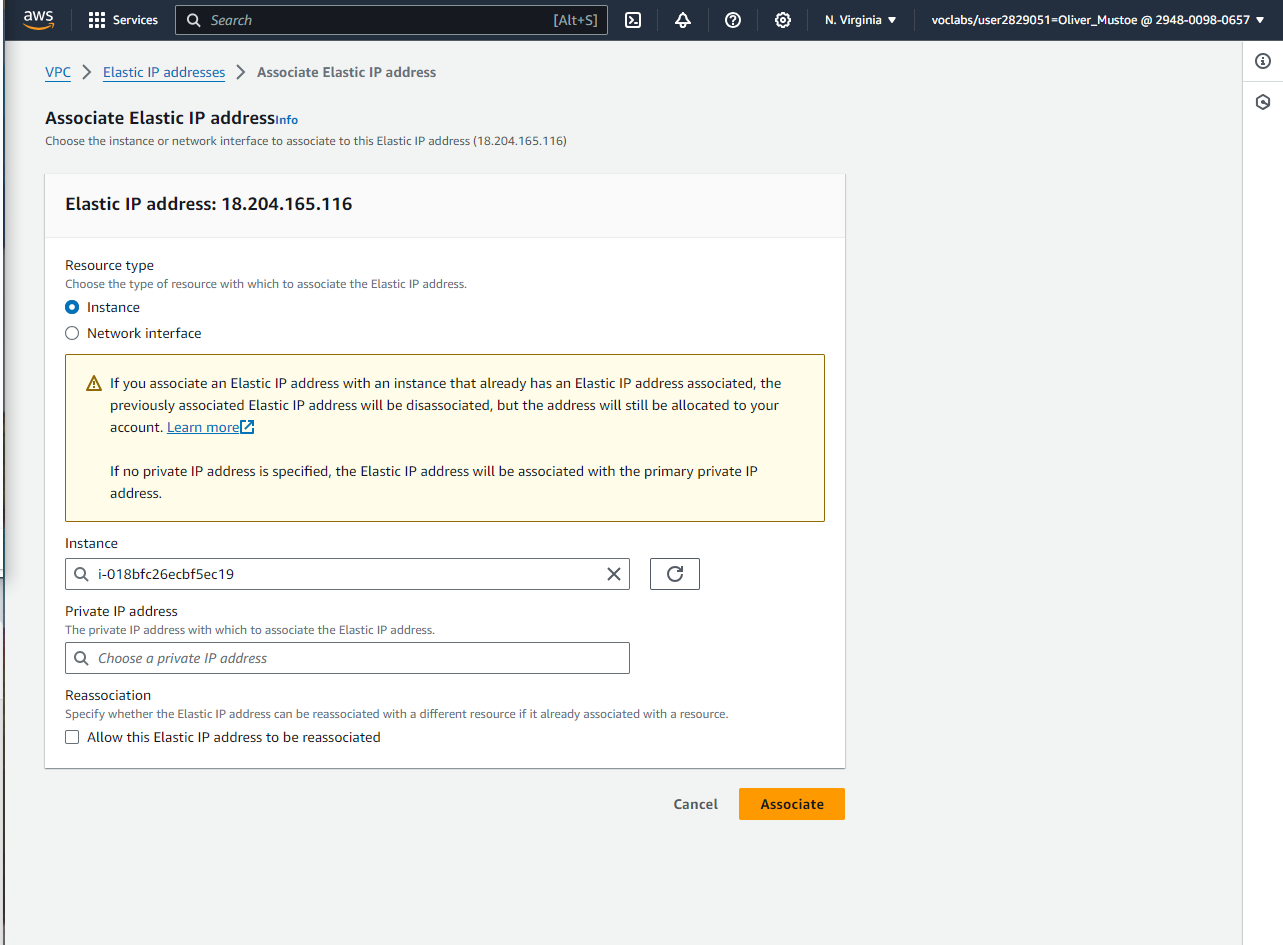 aws
Services
Search [Alt+S]
N. Virginia
voclabs/user2829051=Oliver_Mustoe @ 2948-0098-0657
VPC > Elastic IP addresses > Associate Elastic IP address
Associate Elastic IP address Info
Choose the instance or network interface to associate to this Elastic IP address (18.204.165.116)
Elastic IP address: 18.204.165.116
Resource type
Choose the type of resource with which to associate the Elastic IP address.
Instance
Network interface
If you associate an Elastic IP address with an instance that already has an Elastic IP address associated, the
previously associated Elastic IP address will be disassociated, but the address will still be allocated to your
account. Learn more
If no private IP address is specified, the Elastic IP address will be associated with the primary private IP
address.
Instance
i-018bfc26ecbf5ec19
Private IP address
The private IP address with which to associate the Elastic IP address.
Choose a private IP address
Reassociation
Specify whether the Elastic IP address can be reassociated with a different resource if it already associated with a resource.
Allow this Elastic IP address to be reassociated
Cancel
Associate